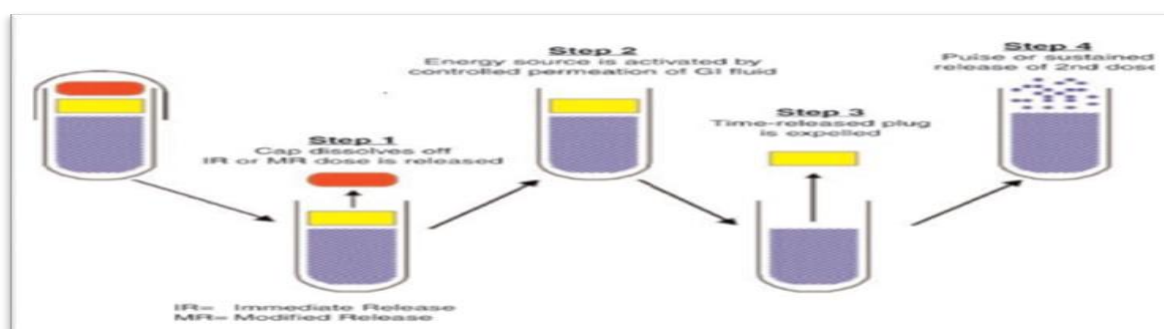 Step 1
Cap dissolves off
IR or MR dose is released
Step 2
Energy source is activated by
controlled permeation of GI fluid
Step 3
Time-released plug
is expelled
Step 4
Pulse or sustained
release of 2nd dose
IR= Immediate Release
MR= Modified Release